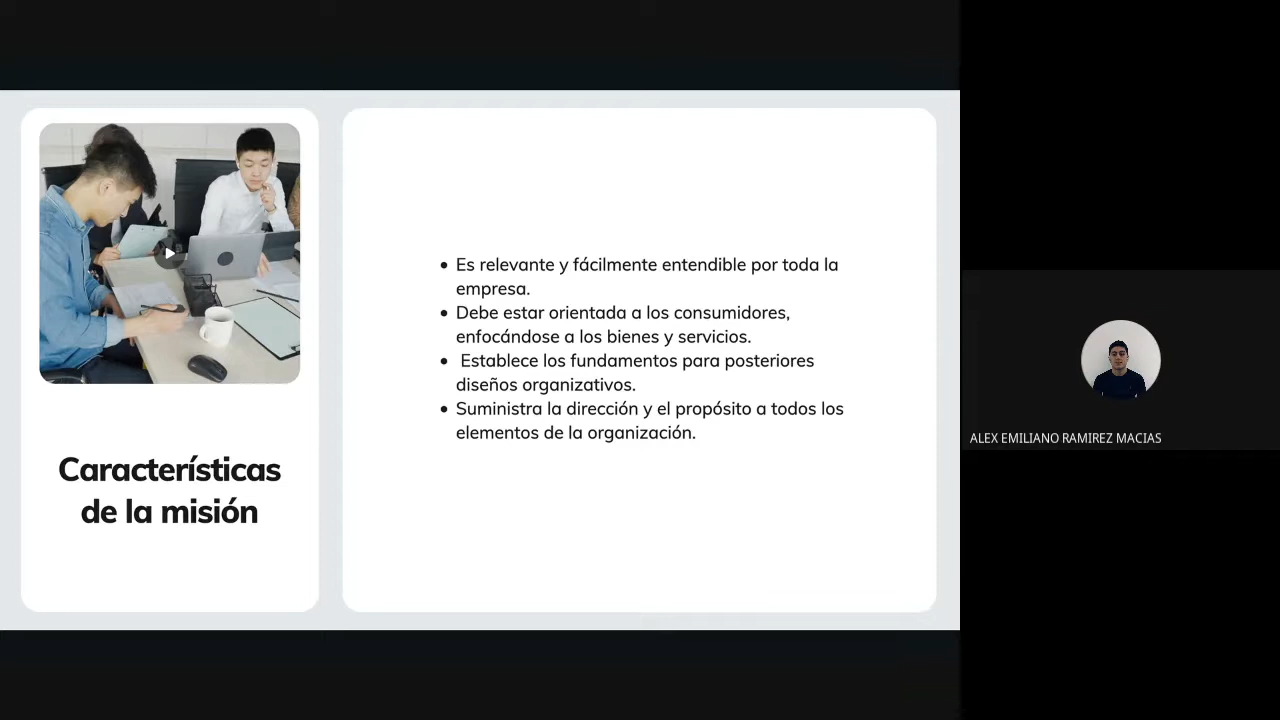 Características
de la misión
• Es relevante y fácilmente entendible por toda la
empresa.
• Debe estar orientada a los consumidores,
enfocándose a los bienes y servicios.
• Establece los fundamentos para posteriores
diseños organizativos.
• Suministra la dirección y el propósito a todos los
elementos de la organización.
ALEX EMILIANO RAMIREZ MACIAS